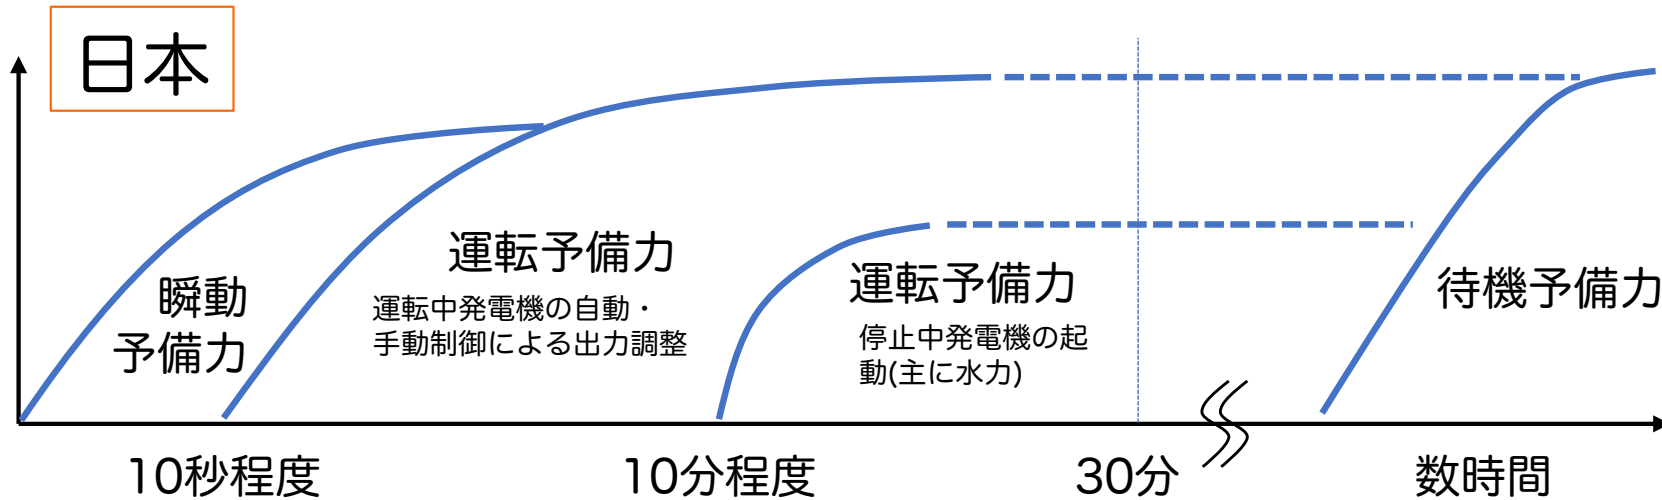 日本
瞬動
予備力
運転予備力
運転中発電機の自動・
手動制御による出力調整
運転予備力
停止中発電機の起
動(主に水力)
待機予備力
10秒程度
10分程度
30分
数時間